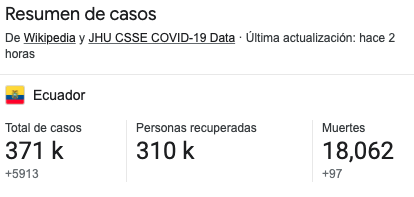 Resumen de casos
De Wikipedia y JHU CSSE COVID-19 Data · Última actualización: hace 2
horas
Ecuador
Total de casos
371 k
+5913
Personas recuperadas
310 k
Muertes
18,062
+97